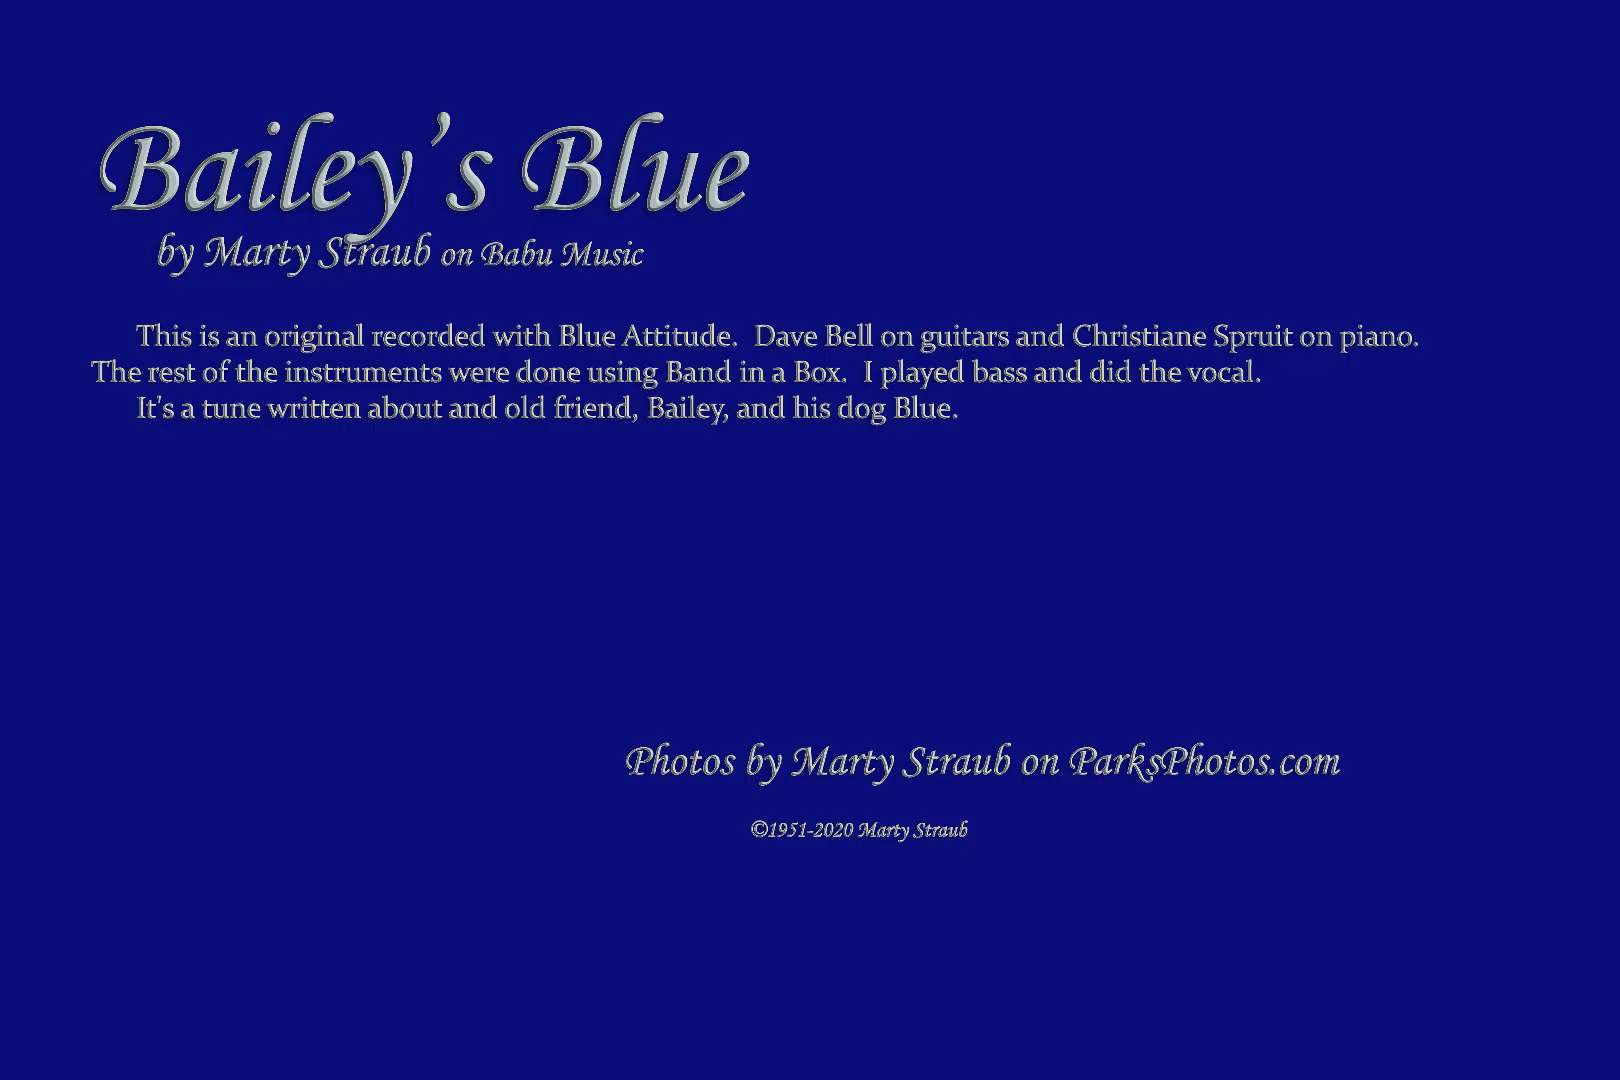 Bailey’s Blue
by Marty Straub on Babu Music
This is an original recorded with Blue Attitude.  Dave Bell on guitars and Christiane Spruit on piano.
The rest of the instruments were done using Band in a Box.  I played bass and did the vocal.
It's a tune written about and old friend, Bailey, and his dog Blue.
Photos by Marty Straub on ParksPhotos.com
©1951-2020 Marty Straub